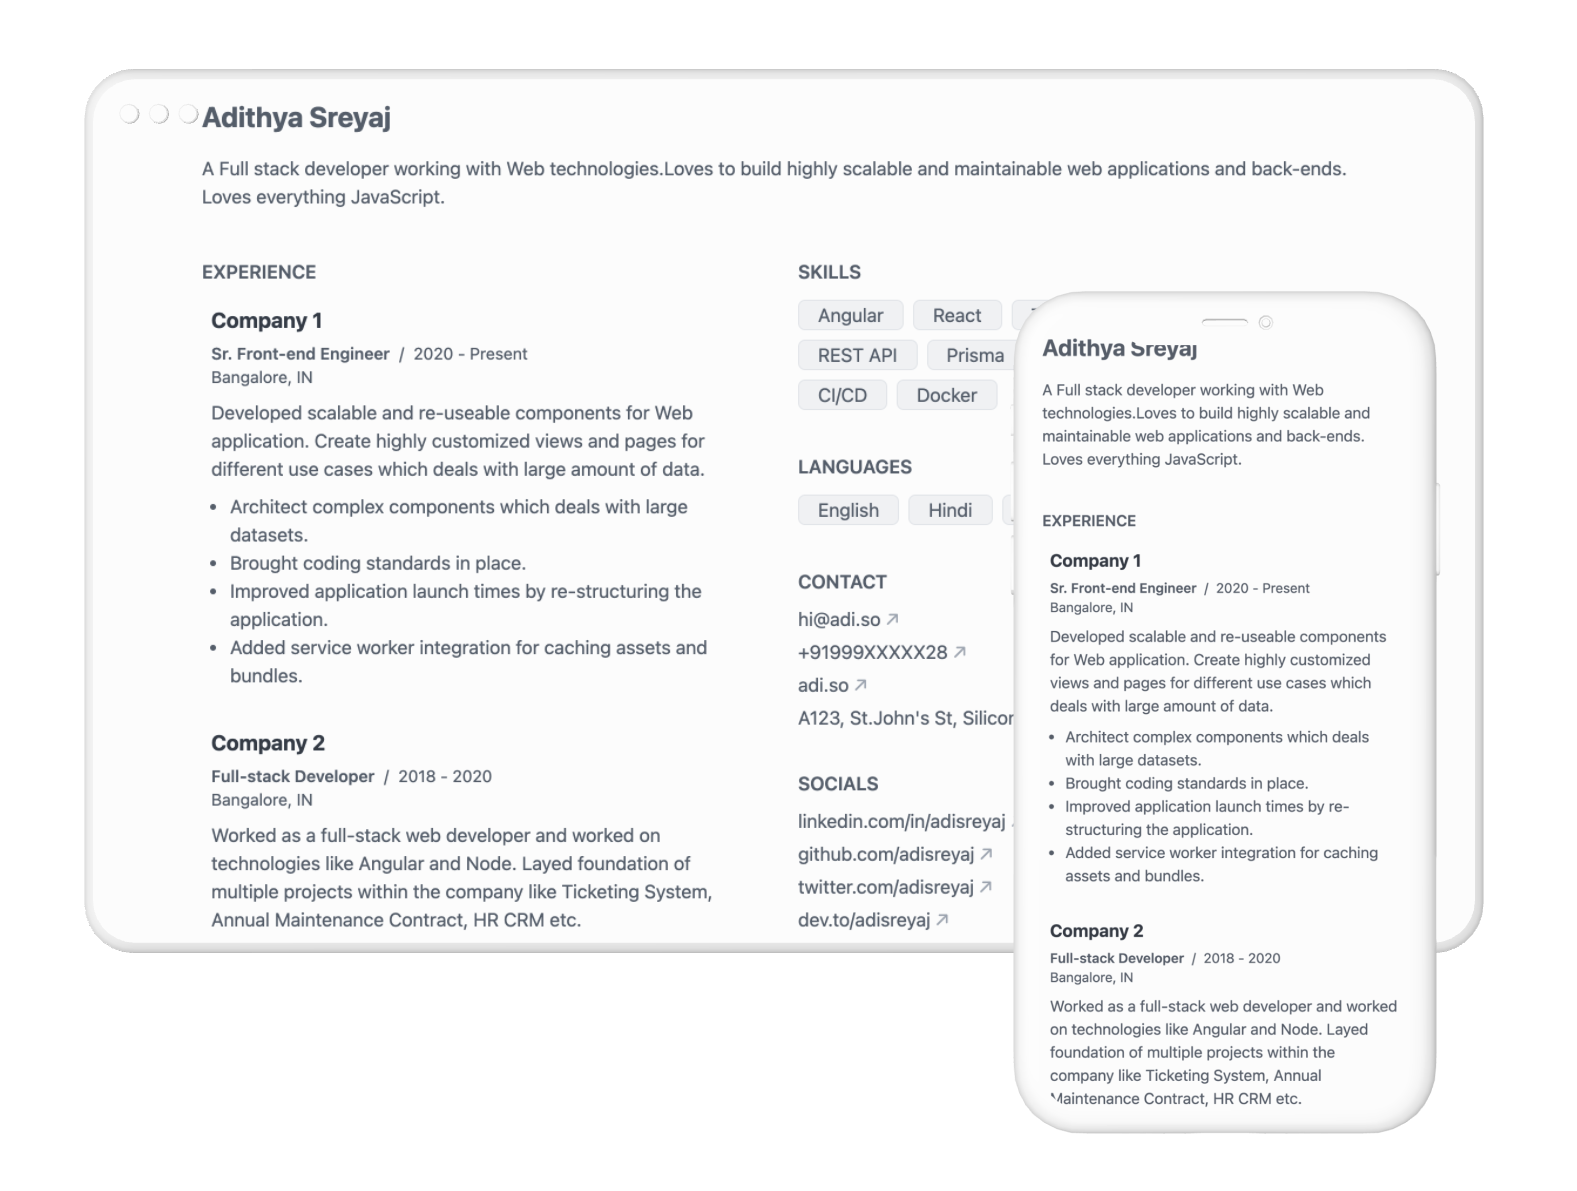 Adithya Sreyaj
A Full stack developer working with Web technologies.Loves to build highly scalable and maintainable web applications and back-ends.
Loves everything JavaScript.
EXPERIENCE
Company 1
Sr. Front-end Engineer / 2020 - Present
Bangalore, IN
Developed scalable and re-useable components for Web
application. Create highly customized views and pages for
different use cases which deals with large amount of data.
• Architect complex components which deals with large
datasets.
• Brought coding standards in place.
• Improved application launch times by re-structuring the
application.
• Added service worker integration for caching assets and
bundles.
Company 2
Full-stack Developer / 2018 - 2020
Bangalore, IN
Worked as a full-stack web developer and worked on
technologies like Angular and Node. Layed foundation of
multiple projects within the company like Ticketing System,
Annual Maintenance Contract, HR CRM etc.
SKILLS
Angular React
REST API Prisma
CI/CD Docker
LANGUAGES
English Hindi
CONTACT
hi@adi.so ↗
+91999XXXXX28 ↗
adi.so ↗
A123, St.John's St,
SOCIALS
linkedin.com/in/adisreyaj
github.com/adisreyaj ↗
twitter.com/adisreyaj ↗
dev.to/adisreyaj ↗
Adithya Sreyaj
A Full stack developer working with Web
technologies.Loves to build highly scalable and
maintainable web applications and back-ends.
Loves everything JavaScript.
EXPERIENCE
Company 1
Sr. Front-end Engineer / 2020 - Present
Bangalore, IN
Developed scalable and re-useable components
for Web application. Create highly customized
views and pages for different use cases which
deals with large amount of data.
• Architect complex components which deals
with large datasets.
• Brought coding standards in place.
• Improved application launch times by re-
structuring the application.
• Added service worker integration for caching
assets and bundles.
Company 2
Full-stack Developer / 2018 - 2020
Bangalore, IN
Worked as a full-stack web developer and worked
on technologies like Angular and Node. Layed
foundation of multiple projects within the
company like Ticketing System, Annual
Maintenance Contract, HR CRM etc.